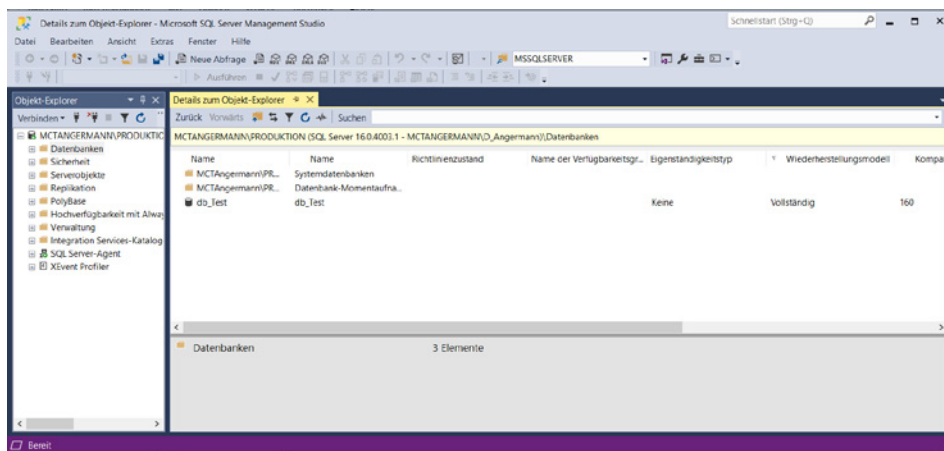 Details zum Objekt-Explorer - Microsoft SQL Server Management Studio
Schnellstart (Strg+Q)
Datei Bearbeiten Ansicht Extras Fenster Hilfe
Neue Abfrage MSSQLSERVER
Ausführen
Objekt-Explorer
Verbinden
MCTANGERMANN\PRODUKTIO
Datenbanken
Sicherheit
Serverobjekte
Replikation
PolyBase
Hochverfügbarkeit mit Alway
Verwaltung
Integration Services-Katalog
SQL Server-Agent
XEvent Profiler
Details zum Objekt-Explorer
Zurück Vorwärts Suchen
MCTANGERMANN\PRODUKTION (SQL Server 16.0.4003.1 - MCTANGERMANN\D_Angermann)\Datenbanken
Name Name Richtlinienzustand Name der Verfügbarkeitsgr... Eigenständigkeitstyp Wiederherstellungsmodell Kompa
MCTAngermann\PR... Systemdatenbanken
MCTAngermann\PR... Datenbank-Momentaufna...
db_Test db_Test Keine Vollständig 160
Datenbanken 3 Elemente
Bereit